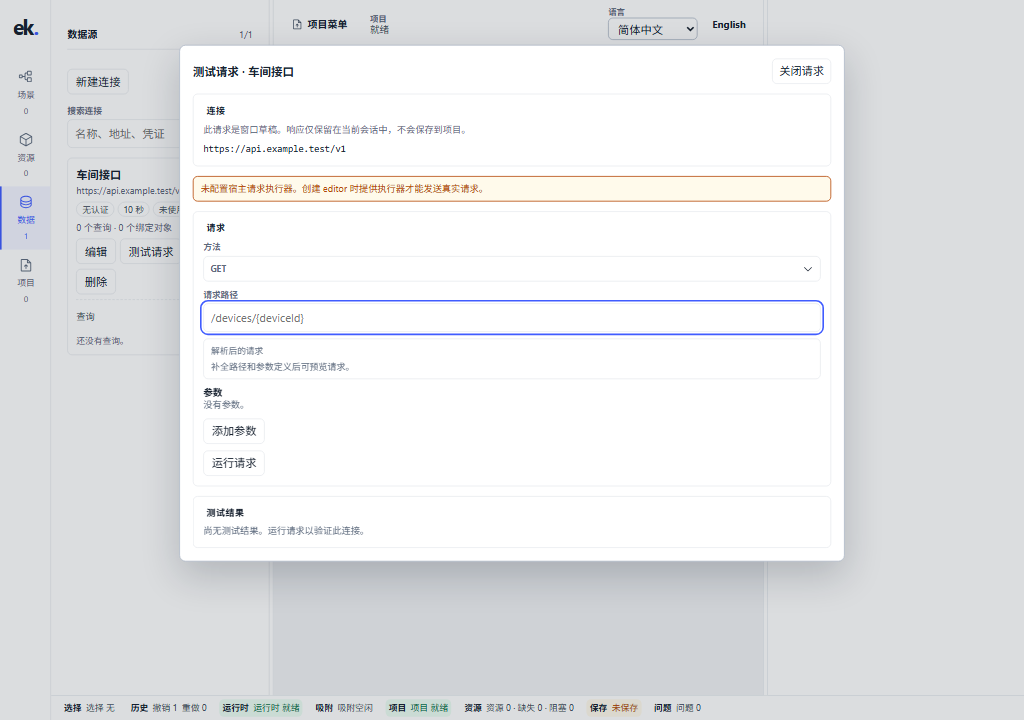 ek.
场景
0
资源
0
数据
1
项目
0
数据源
1/1
新建连接
搜索连接
名称、地址、凭证
车间接口
https://api.example.test/v
无认证
10 秒
0 个查询 · 0 个绑定对象
编辑
测试请求
删除
查询
还没有查询。
项目菜单
项目
就绪
语言
简体中文
English
测试请求 · 车间接口
关闭请求
连接
此请求是窗口草稿。响应仅保留在当前会话中，不会保存到项目。
https://api.example.test/v1
未配置宿主请求执行器。创建 editor 时提供执行器才能发送真实请求。
请求
方法
GET
请求路径
/devices/{deviceId}
解析后的请求
补全路径和参数定义后可预览请求。
参数
没有参数。
添加参数
运行请求
测试结果
尚无测试结果。运行请求以验证此连接。
选择 选择 无 历史 撤销 1 重做 0 运行时 运行时 就绪 吸附 吸附空闲 项目 项目 就绪 资源 资源 0 · 缺失 0 · 阻塞 0 保存 未保存 问题 问题 0